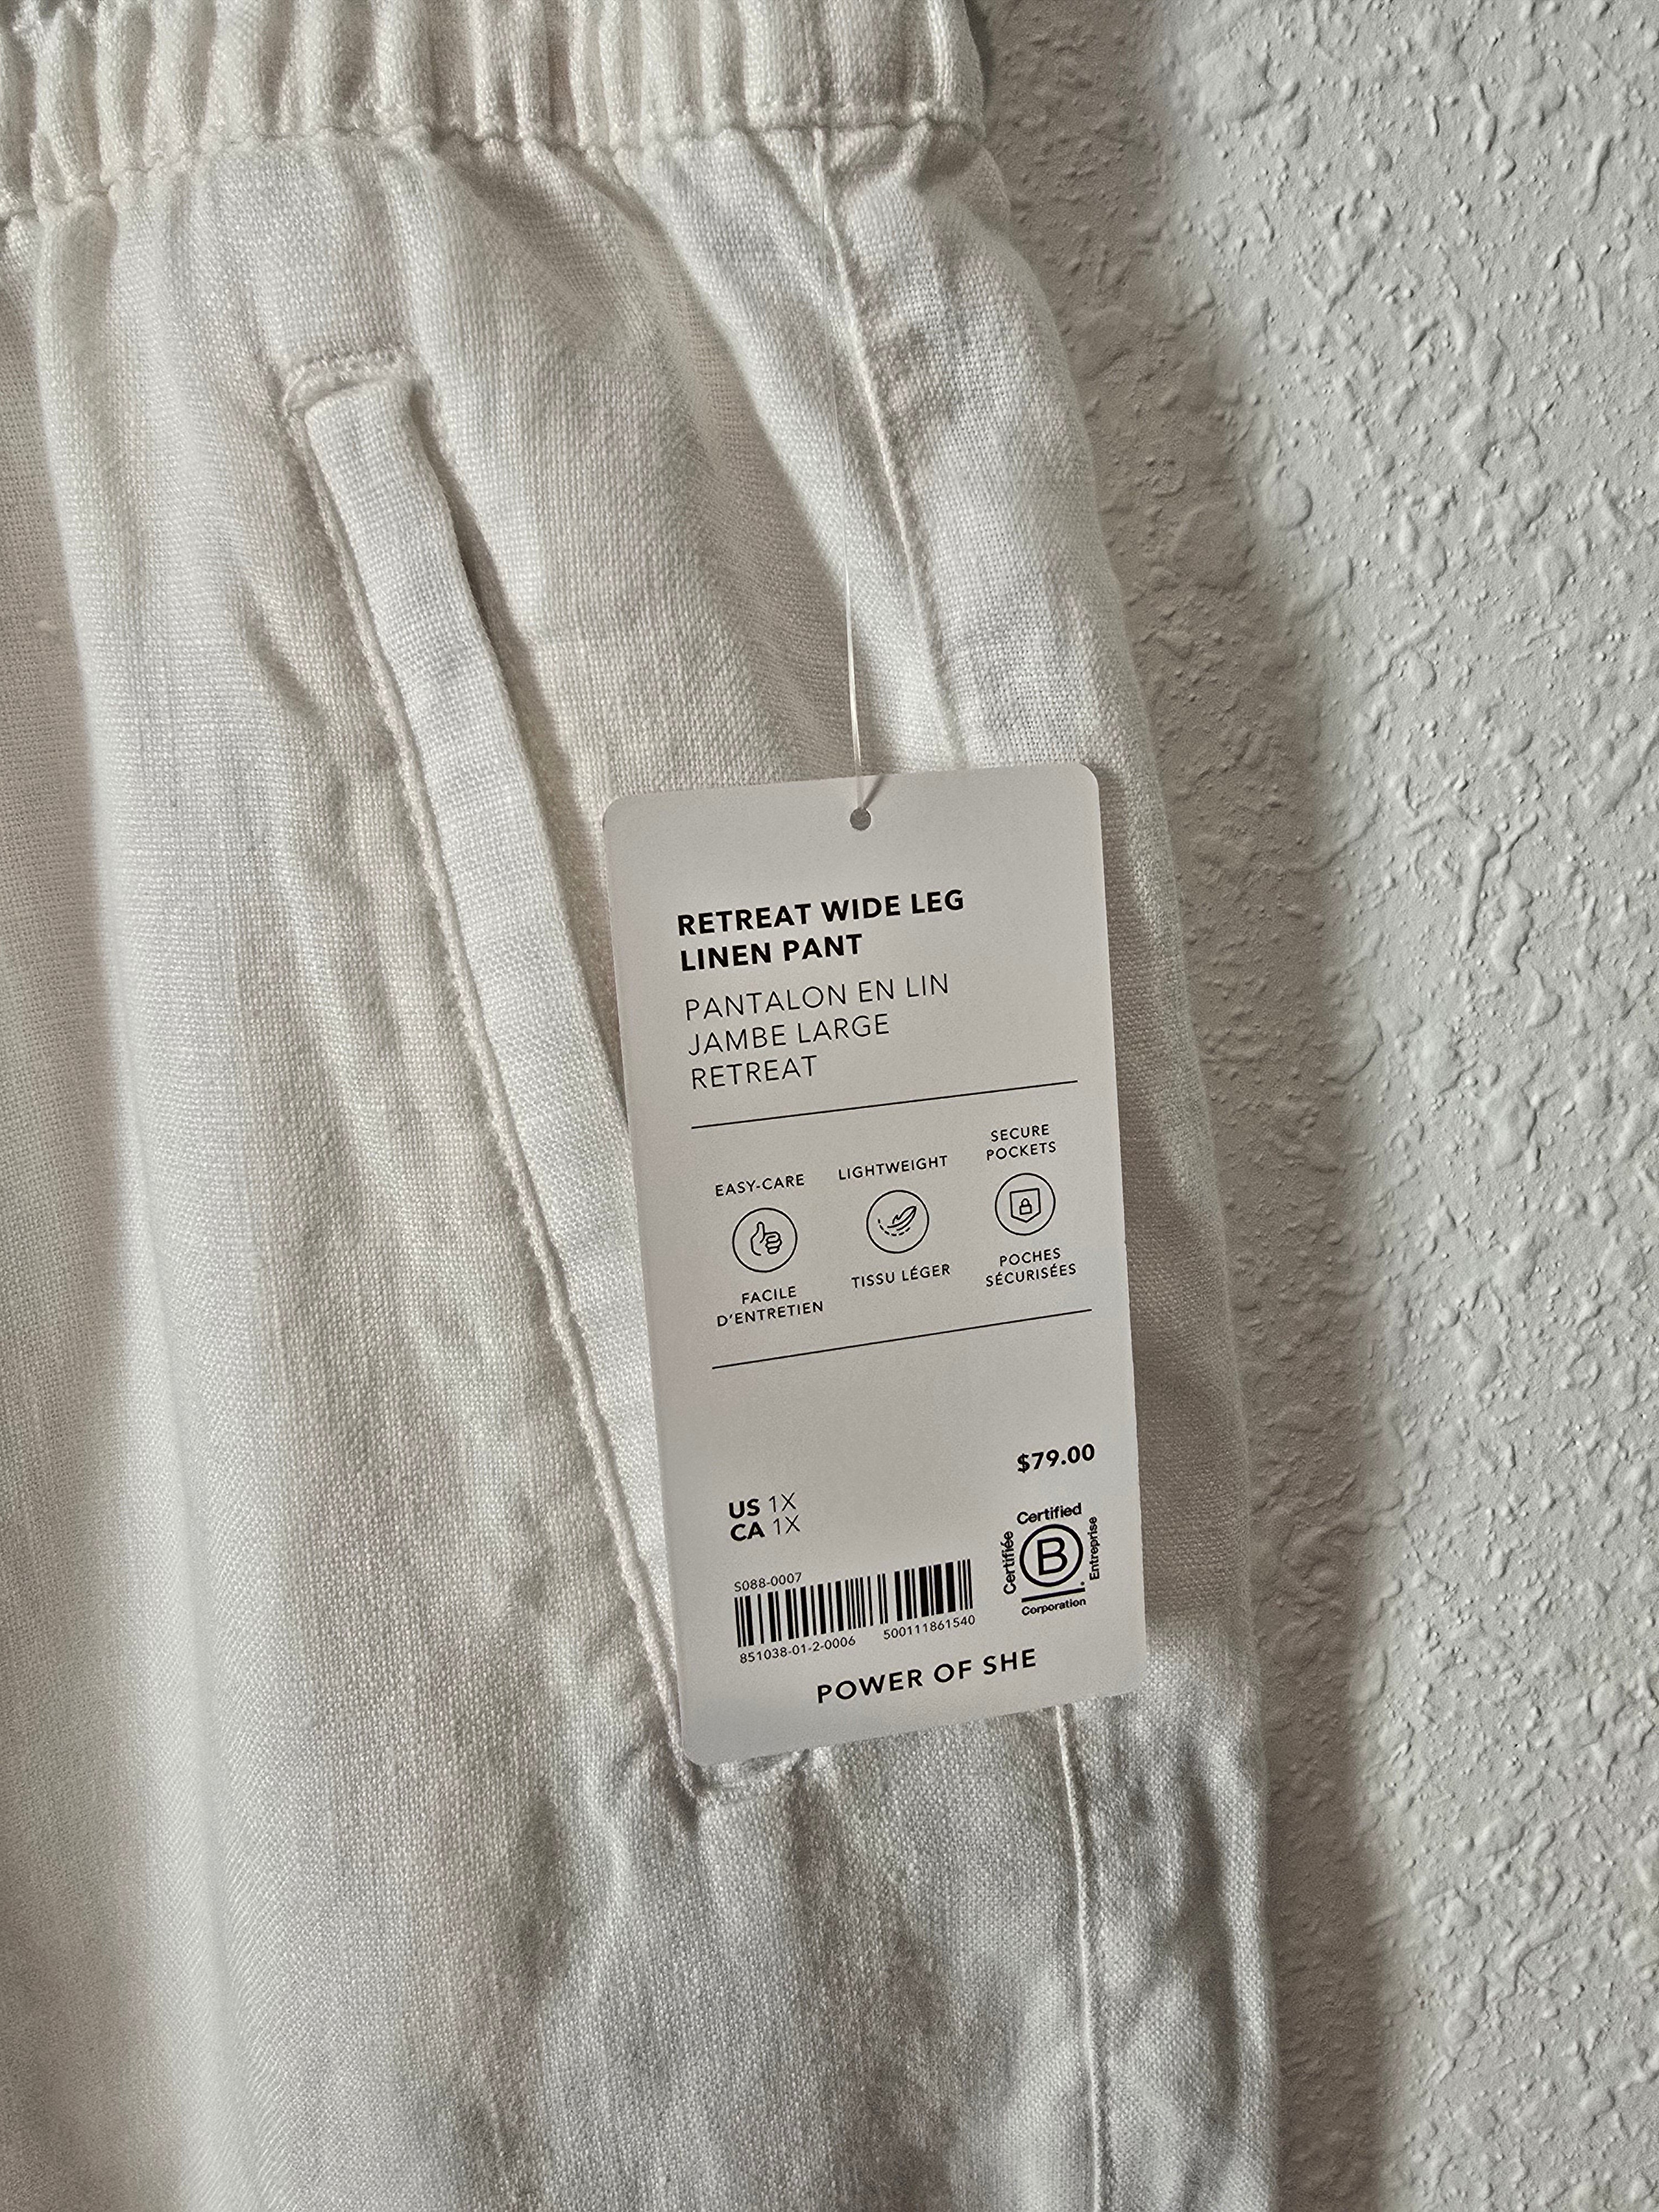 RETREAT WIDE LEG
LINEN PANT
PANTALON EN LIN
JAMBE LARGE
RETREAT
EASY-CARE
FACILE
D'ENTRETIEN
LIGHTWEIGHT
TISSU LÉGER
SECURE
POCKETS
POCHES
SÉCURISÉES
$79.00
US 1X
CA 1X
S088-0007
851038-01-2-0006 500111861540
Certified
Certifiée
B
Entreprise
Corporation
POWER OF SHE